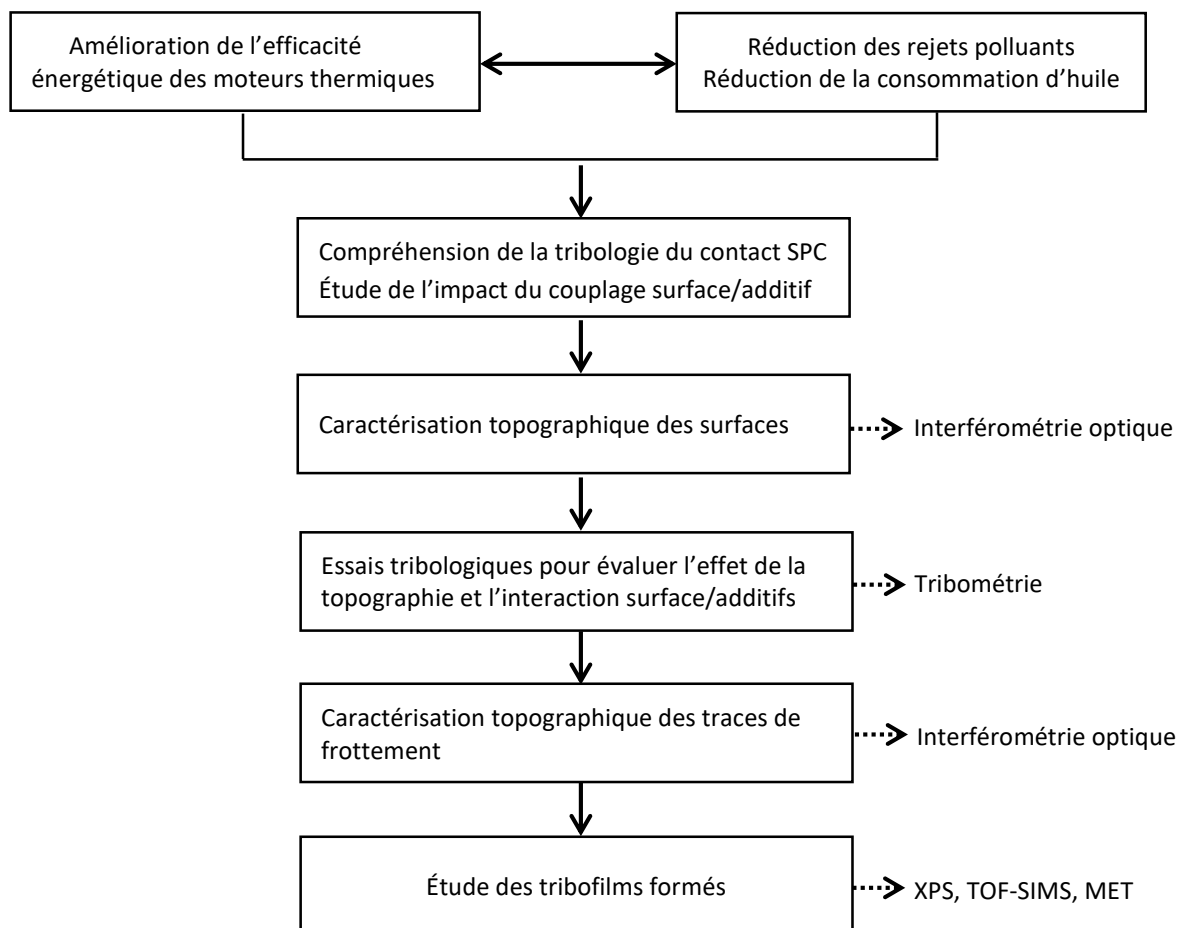 Amélioration de l’efficacité
énergétique des moteurs thermiques
Réduction des rejets polluants
Réduction de la consommation d’huile
Compréhension de la tribologie du contact SPC
Étude de l’impact du couplage surface/additif
Caractérisation topographique des surfaces
Interférométrie optique
Essais tribologiques pour évaluer l’effet de la
topographie et l’interaction surface/additifs
Tribométrie
Caractérisation topographique des traces de
frottement
Interférométrie optique
Étude des tribofilms formés
XPS, TOF-SIMS, MET